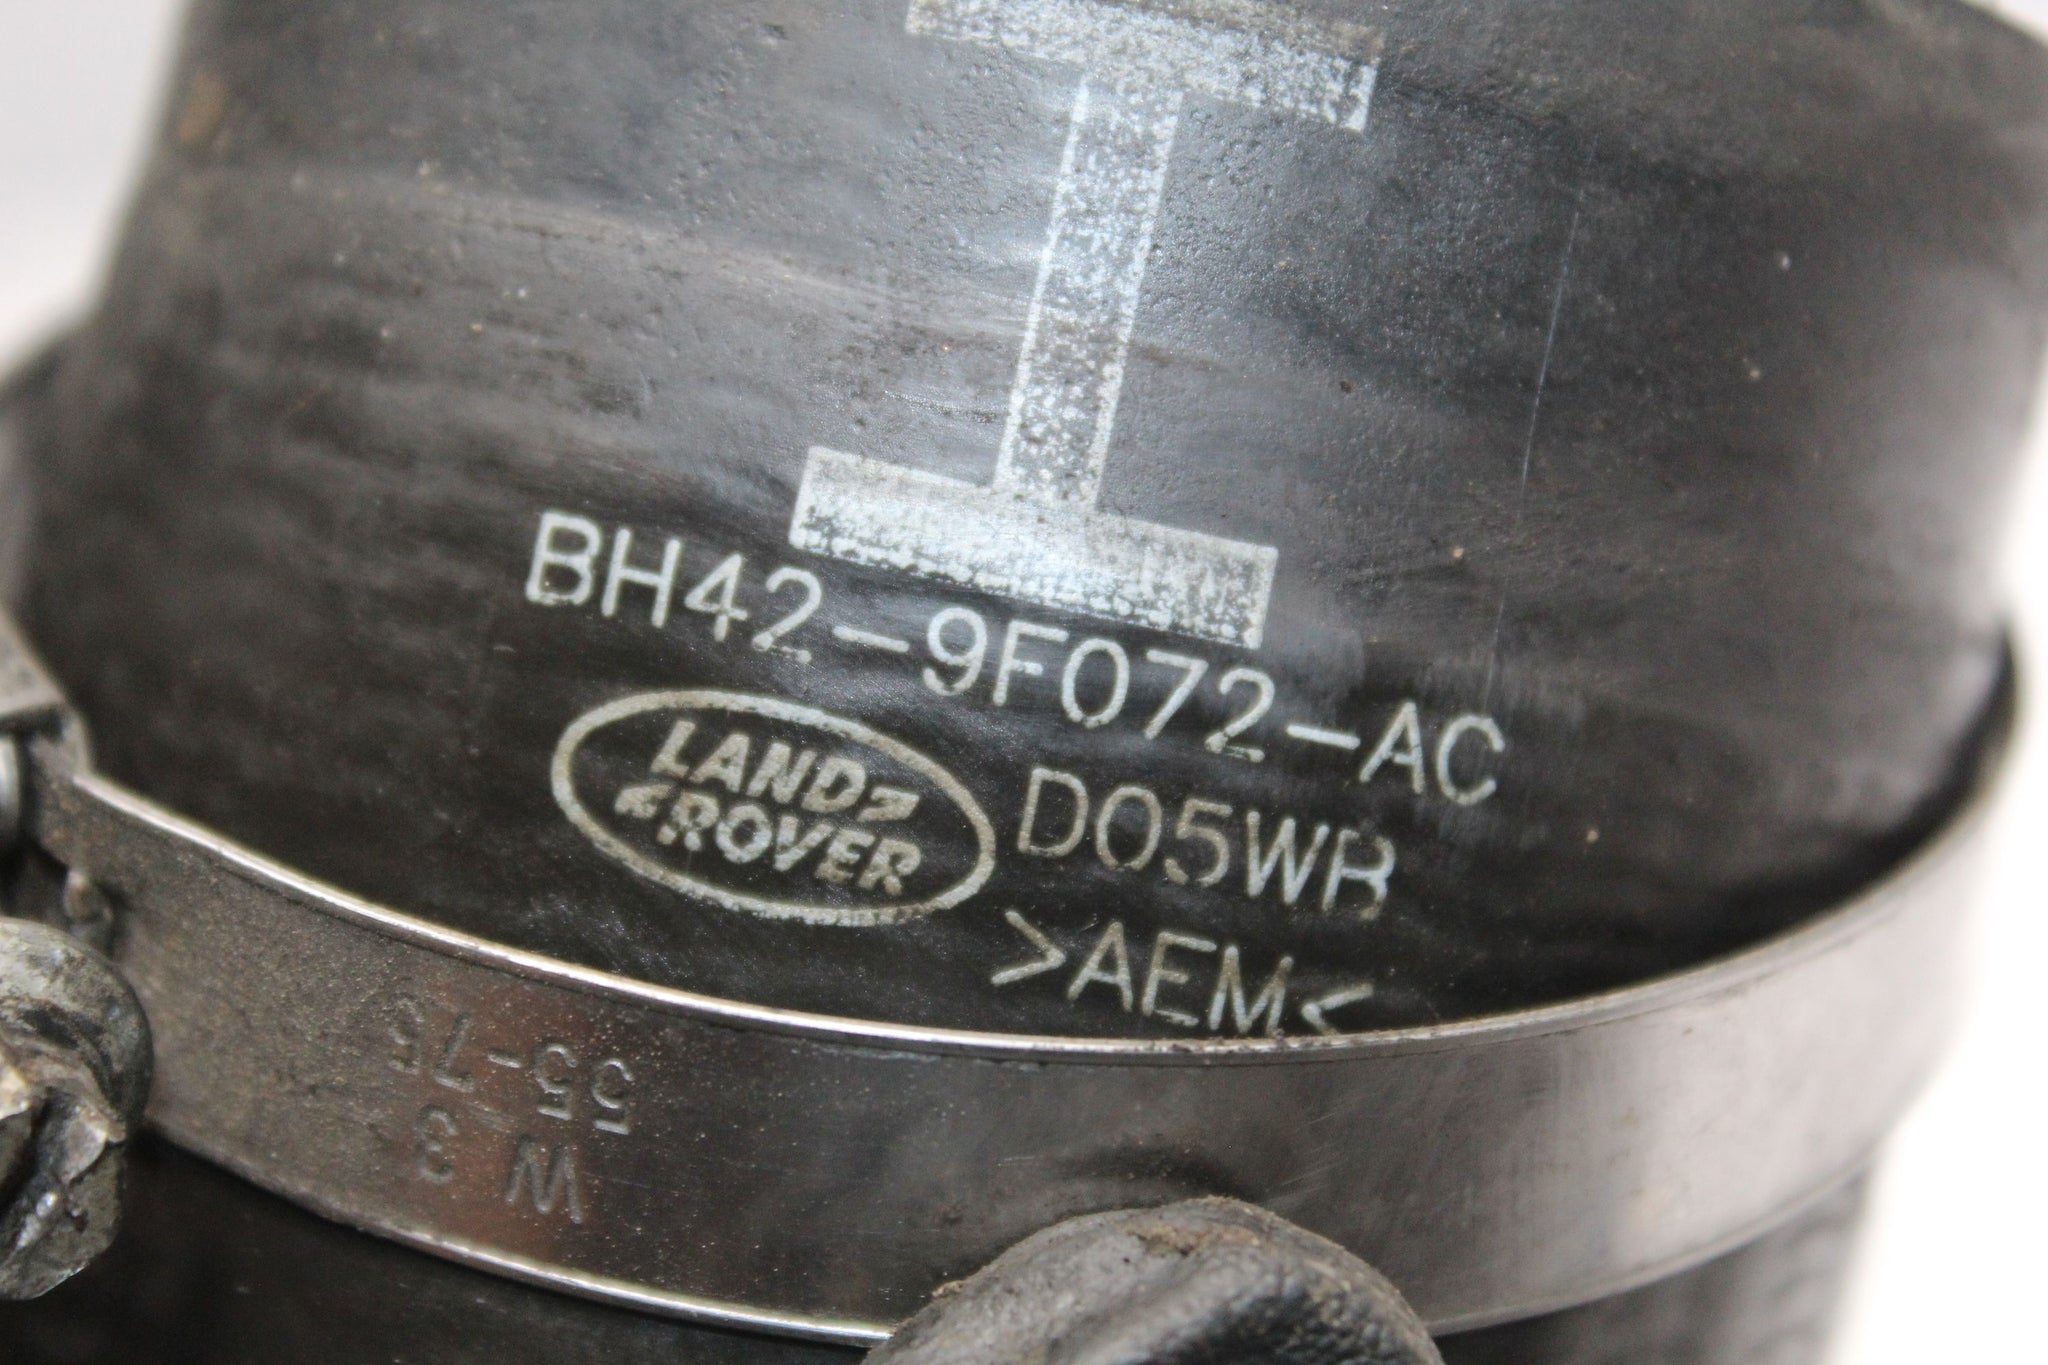 BH42-9F072-AC
LAND
ROVER
D05WB
>AEM<
55-75
W 3